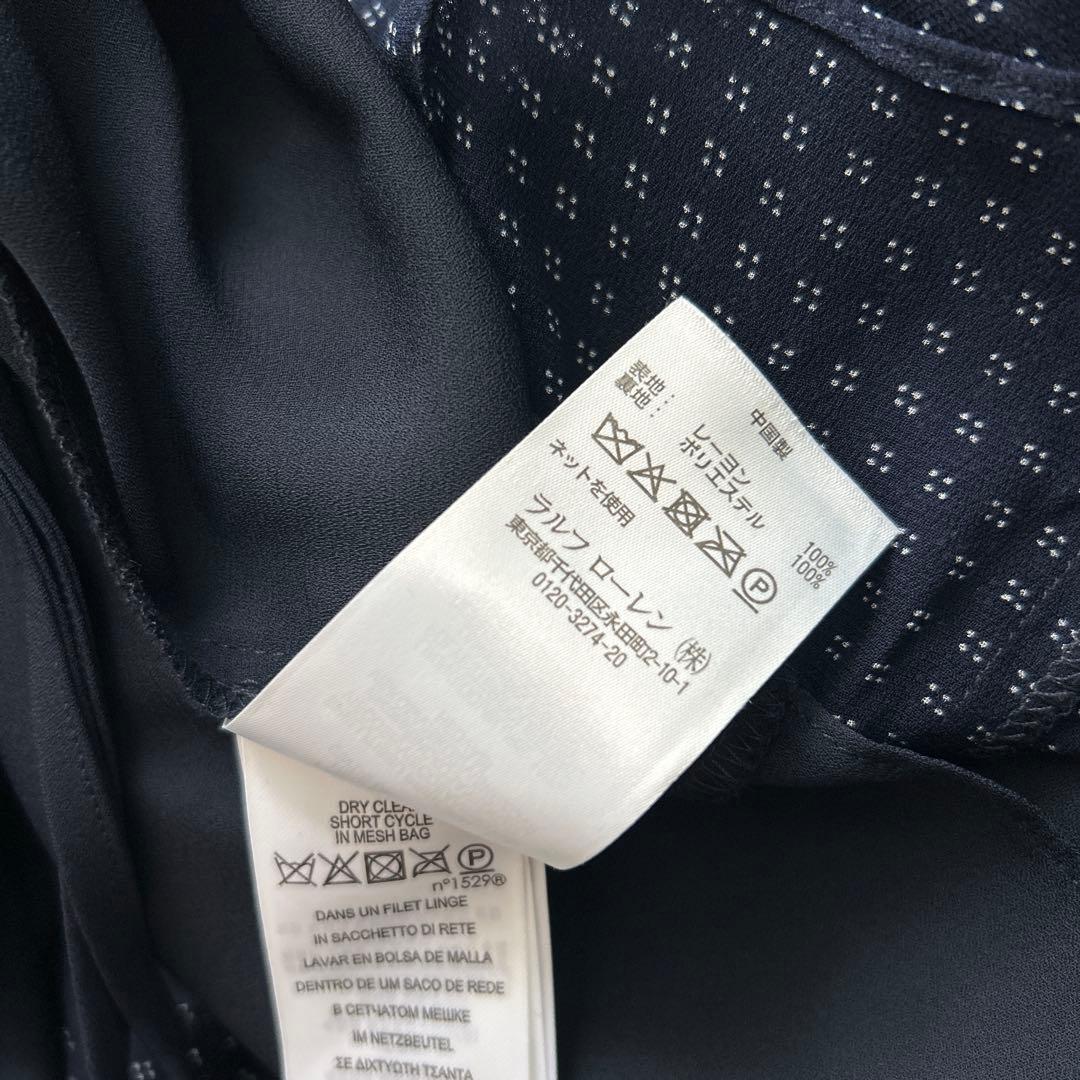 中国製
表地:
レーヨン
100%
裏地:
ポリエステル
100%
P
ネットを使用
ラルフ ローレン (株)
東京都千代田区永田町2-10-1
0120-3274-20
DRY
SHORT CYCLE
IN MESH BAG
P
n°1529®
DANS UN FILET LINGE
IN SACCHETTO DI RETE
LAVAR EN BOLSA DE MALLA
DENTRO DE UM SACO DE REDE
В СЕТЧАТОМ МЕШКЕ
IM NETZBEUTEL
ΣΕ ΔΙΧΤΥΩΤΗ ΤΣΑΝΤΑ